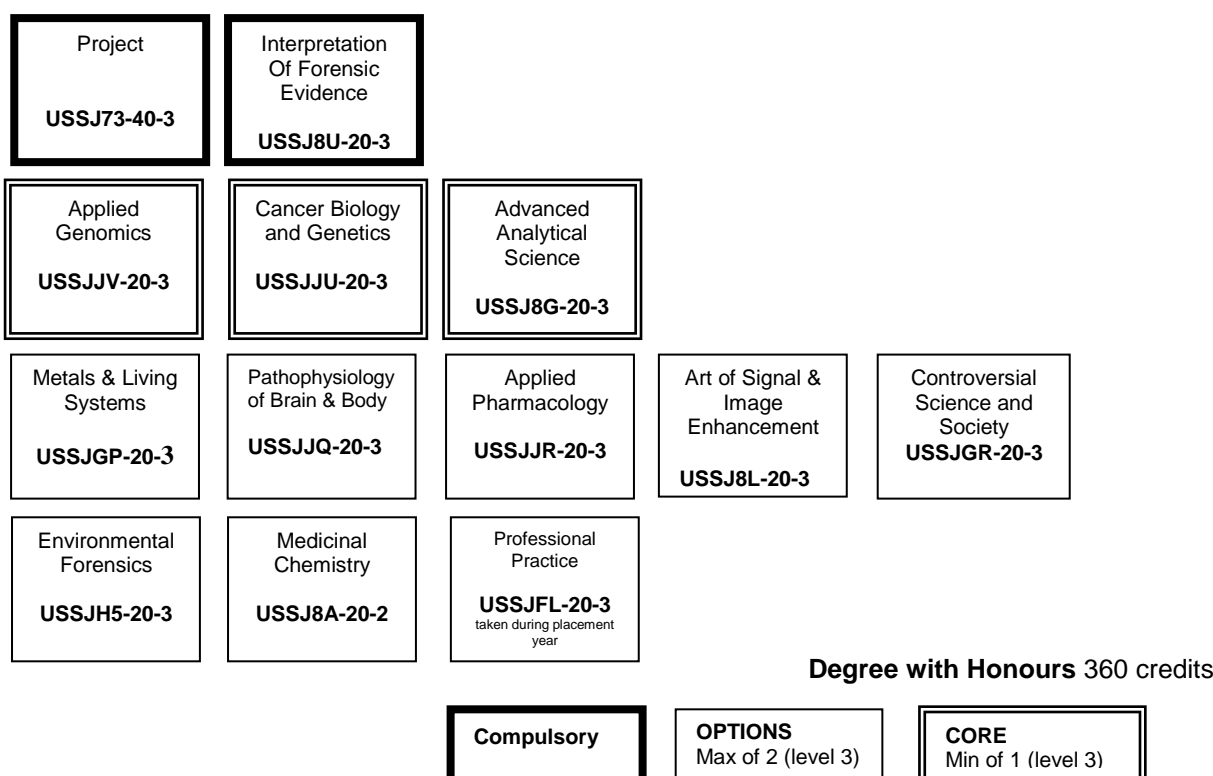 Project
USSJ73-40-3
Interpretation
Of Forensic
Evidence
USSJ8U-20-3
Applied
Genomics
USSJJV-20-3
Cancer Biology
and Genetics
USSJJU-20-3
Advanced
Analytical
Science
USSJ8G-20-3
Metals & Living
Systems
USSJGP-20-3
Pathophysiology
of Brain & Body
USSJJQ-20-3
Applied
Pharmacology
USSJJR-20-3
Art of Signal &
Image
Enhancement
USSJ8L-20-3
Controversial
Science and
Society
USSJGR-20-3
Environmental
Forensics
USSJH5-20-3
Medicinal
Chemistry
USSJ8A-20-2
Professional
Practice
USSJFL-20-3
taken during placement
year
Degree with Honours 360 credits
Compulsory
OPTIONS
Max of 2 (level 3)
CORE
Min of 1 (level 3)